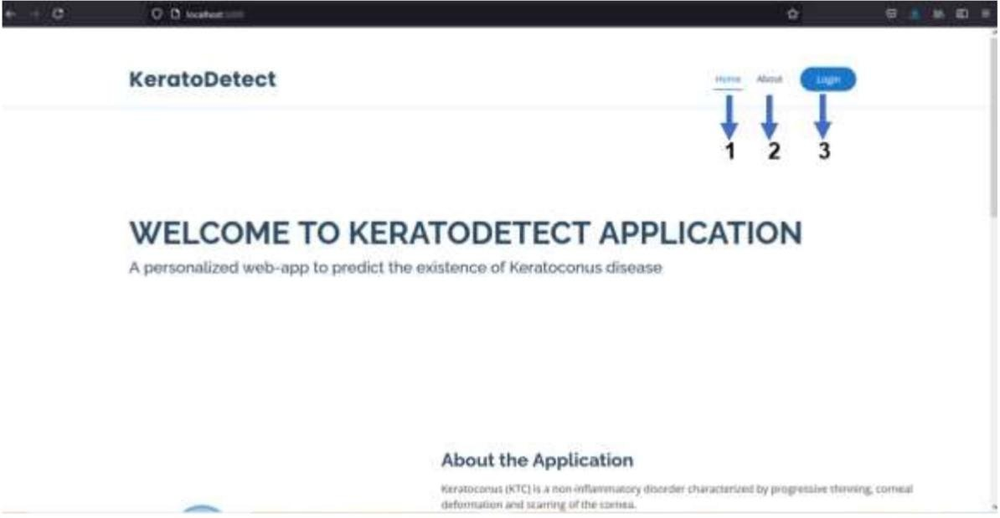 localhost
KeratoDetect
Home About Login
1 2 3
WELCOME TO KERATODETECT APPLICATION
A personalized web-app to predict the existence of Keratoconus disease
About the Application
Keratoconus (KTC) is a non-inflammatory disorder characterized by progressive thinning, corneal
deformation and scarring of the cornea.